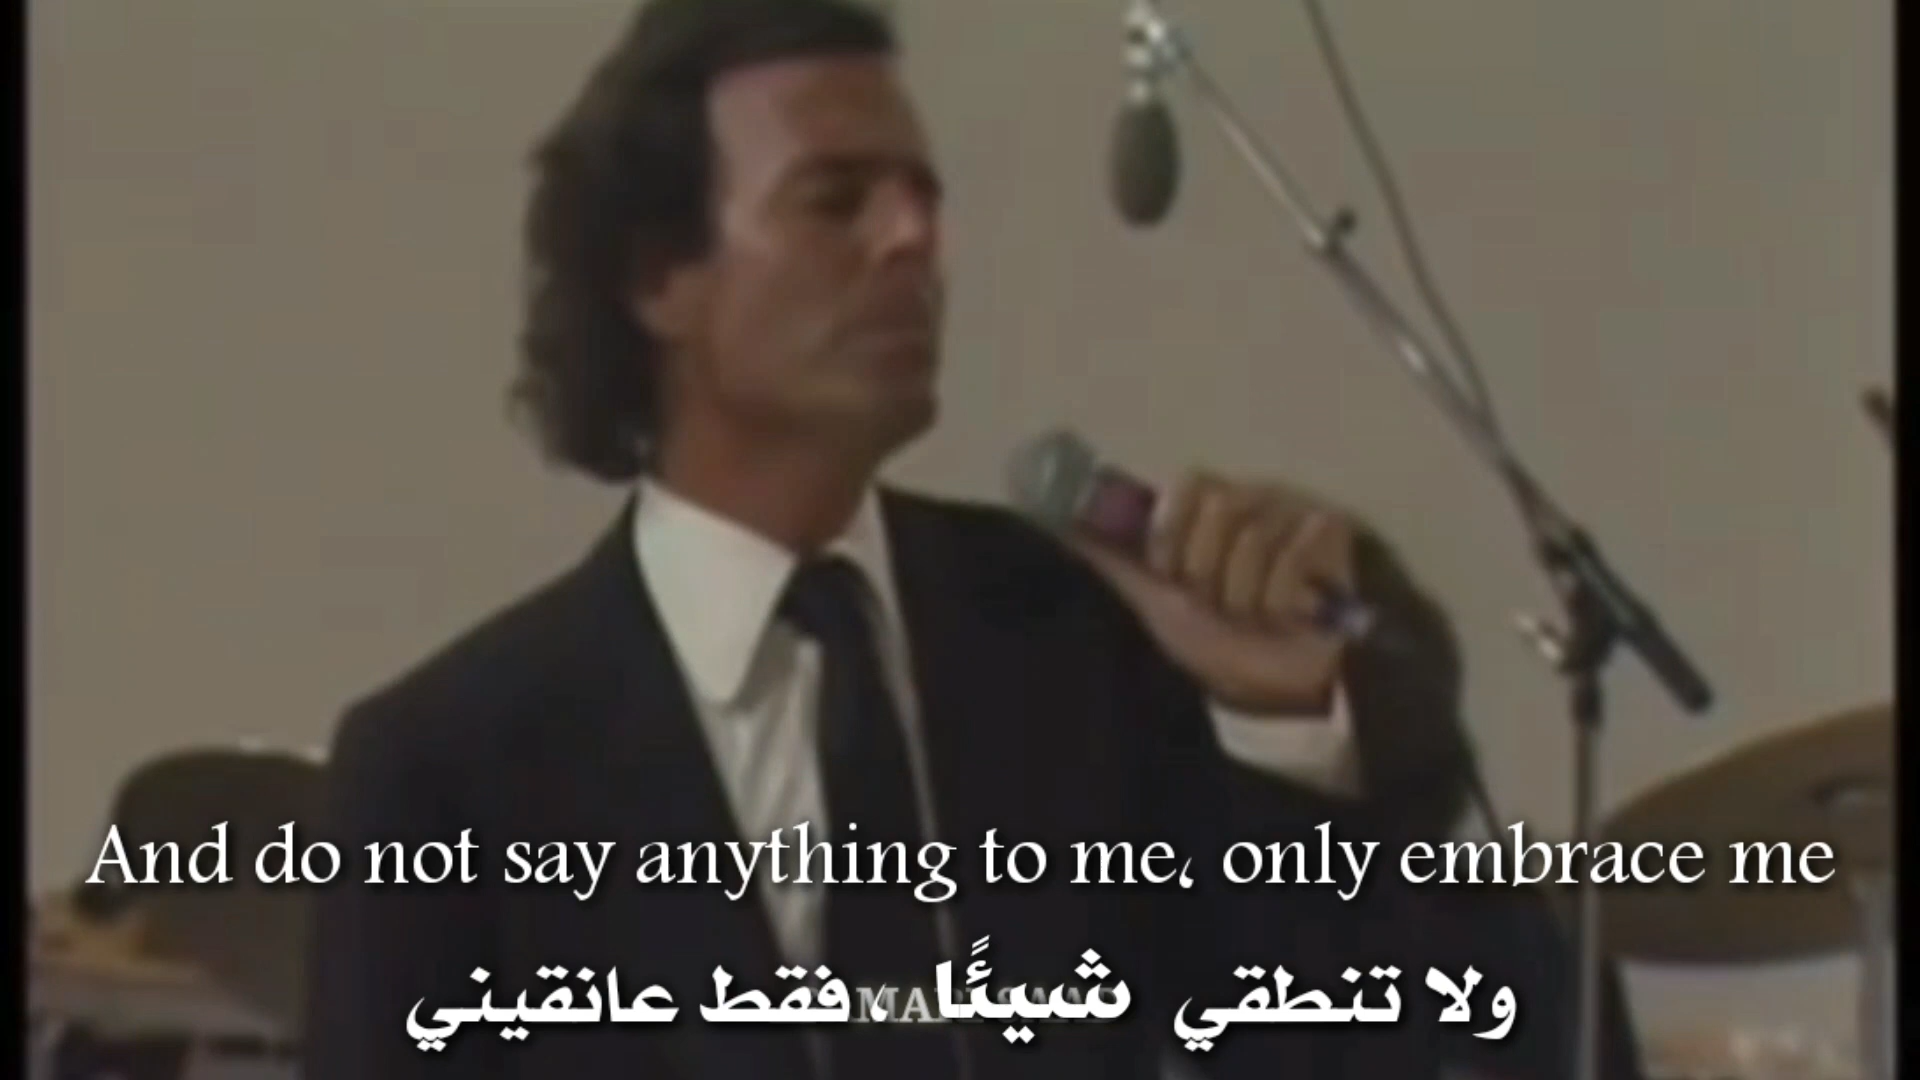 And do not say anything to me، only embrace me
ولا تنطقي شيئًا ، فقط عانقيني